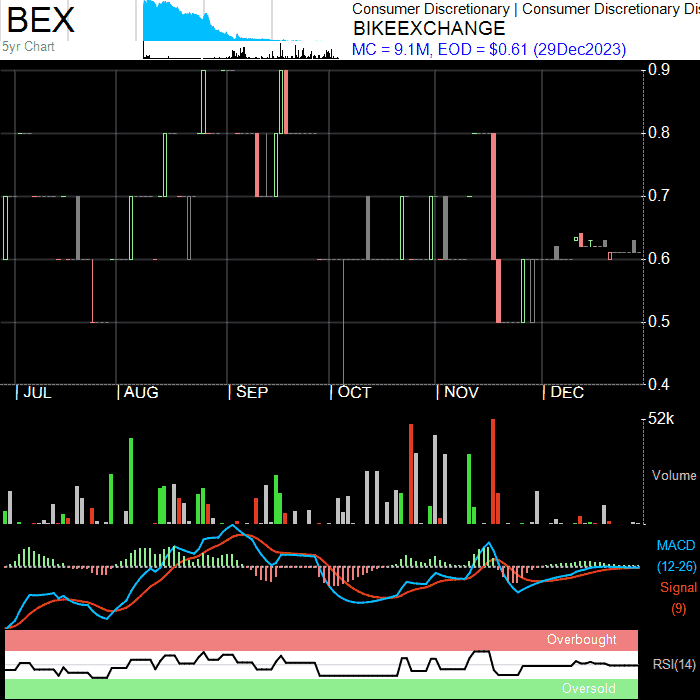 BEX
Consumer Discretionary | Consumer Discretionary Dis
BIKEEXCHANGE
5yr Chart
MC = 9.1M, EOD = $0.61 (29Dec2023)
0.9
0.8
0.7
0.6
0.5
0.4
JUL AUG SEP OCT NOV DEC
52k
Volume
MACD
(12-26)
Signal
(9)
Overbought
RSI(14)
Oversold